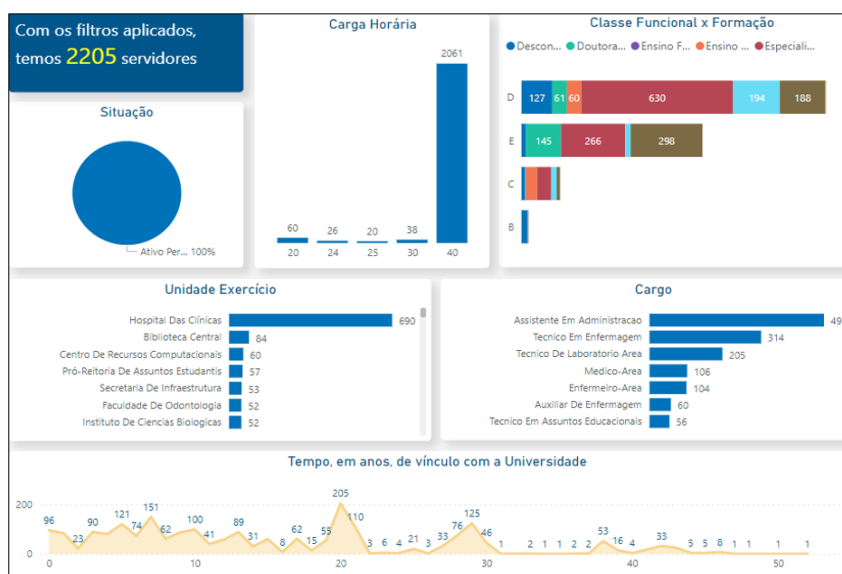 Com os filtros aplicados,
temos 2205 servidores
Situação
Ativo Per... 100%
Carga Horária
2061
60 26 20 38
20 24 25 30 40
Classe Funcional x Formação
Descon... Doutora... Ensino F... Ensino ... Especiali...
D 127 61 60 630 194 188
E 145 266 298
C
B
Unidade Exercício
Hospital Das Clínicas 690
Biblioteca Central 84
Centro De Recursos Computacionais 60
Pró-Reitoria De Assuntos Estudantis 57
Secretaria De Infraestrutura 53
Faculdade De Odontologia 52
Instituto De Ciencias Biologicas 52
Cargo
Assistente Em Administracao 49
Tecnico Em Enfermagem 314
Tecnico De Laboratorio Area 205
Medico-Area 106
Enfermeiro-Area 104
Auxiliar De Enfermagem 60
Tecnico Em Assuntos Educacionais 56
Tempo, em anos, de vínculo com a Universidade
200
0
96 23 90 121 74 151 62 100 41 89 31 8 62 15 55 205 110 3 6 4 21 3 33 76 125 46 1 2 1 1 2 2 53 16 4 33 5 5 8 1 1 1 1
0 10 20 30 40 50